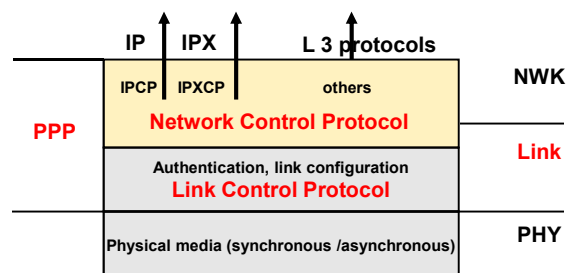 IP IPX L 3 protocols
IPCP IPXCP others NWK
PPP Network Control Protocol
Link
Authentication, link configuration
Link Control Protocol
PHY
Physical media (synchronous /asynchronous)